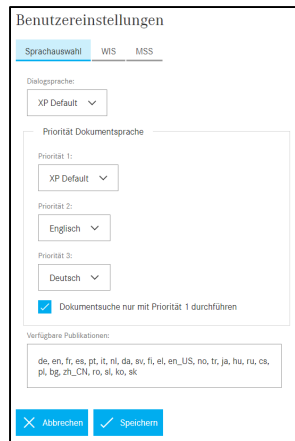 Benutzereinstellungen
Sprachauswahl WIS MSS
Dialogsprache:
XP Default
Priorität Dokumentsprache
Priorität 1:
XP Default
Priorität 2:
Englisch
Priorität 3:
Deutsch
Dokumentsuche nur mit Priorität 1 durchführen
Verfügbare Publikationen:
de, en, fr, es, pt, it, nl, da, sv, fi, el, en_US, no, tr, ja, hu, ru, cs,
pl, bg, zh_CN, ro, sl, ko, sk
Abbrechen Speichern